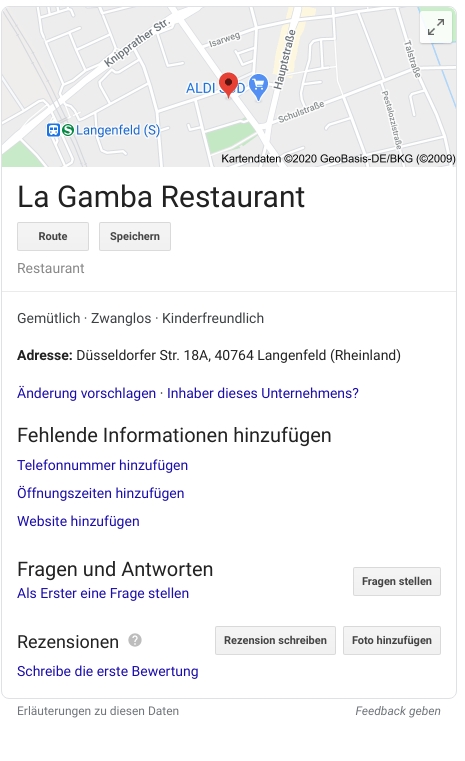 Knipprather Str.
Isarweg
Hauptstraße
Talstraße
ALDI
Schulstraße
Pestalozzistraße
S Langenfeld (S)
Kartendaten ©2020 GeoBasis-DE/BKG (©2009)
La Gamba Restaurant
Route Speichern
Restaurant
Gemütlich · Zwanglos · Kinderfreundlich
Adresse: Düsseldorfer Str. 18A, 40764 Langenfeld (Rheinland)
Änderung vorschlagen · Inhaber dieses Unternehmens?
Fehlende Informationen hinzufügen
Telefonnummer hinzufügen
Öffnungszeiten hinzufügen
Website hinzufügen
Fragen und Antworten
Fragen stellen
Als Erster eine Frage stellen
Rezensionen ? Rezension schreiben Foto hinzufügen
Schreibe die erste Bewertung
Erläuterungen zu diesen Daten Feedback geben